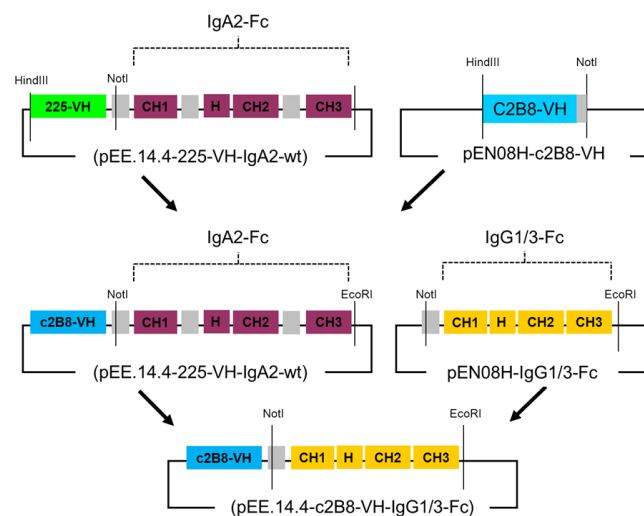 IgA2-Fc
HindIII
NotI
225-VH
CH1
H
CH2
CH3
(pEE.14.4-225-VH-IgA2-wt)
HindIII
NotI
C2B8-VH
pEN08H-c2B8-VH
IgA2-Fc
NotI
EcoRI
c2B8-VH
CH1
H
CH2
CH3
(pEE.14.4-225-VH-IgA2-wt)
IgG1/3-Fc
NotI
EcoRI
CH1
H
CH2
CH3
pEN08H-IgG1/3-Fc
NotI
EcoRI
c2B8-VH
CH1
H
CH2
CH3
(pEE.14.4-c2B8-VH-IgG1/3-Fc)